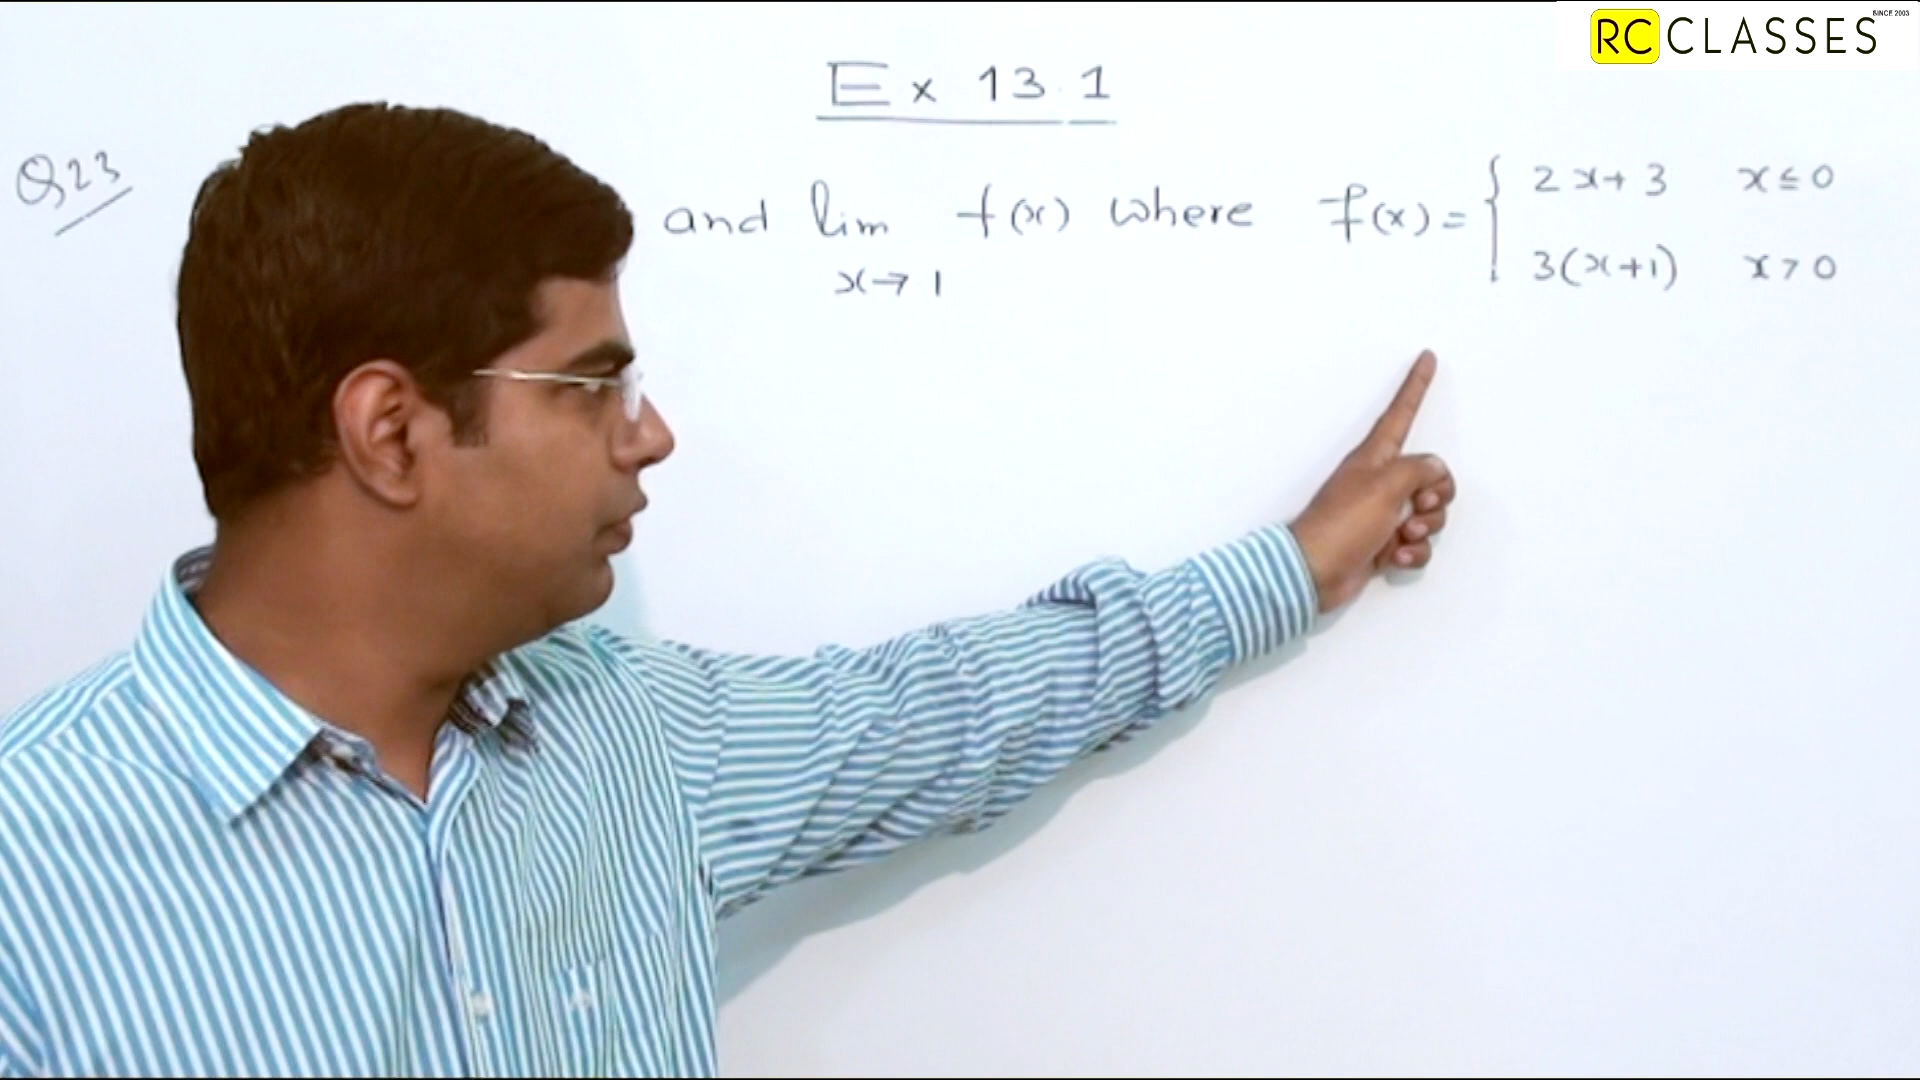 RC CLASSES
SINCE 2003
Ex 13.1
Q23
and lim f(x) where f(x) = { 2x+3 x≤0
x→1
3(x+1) x>0